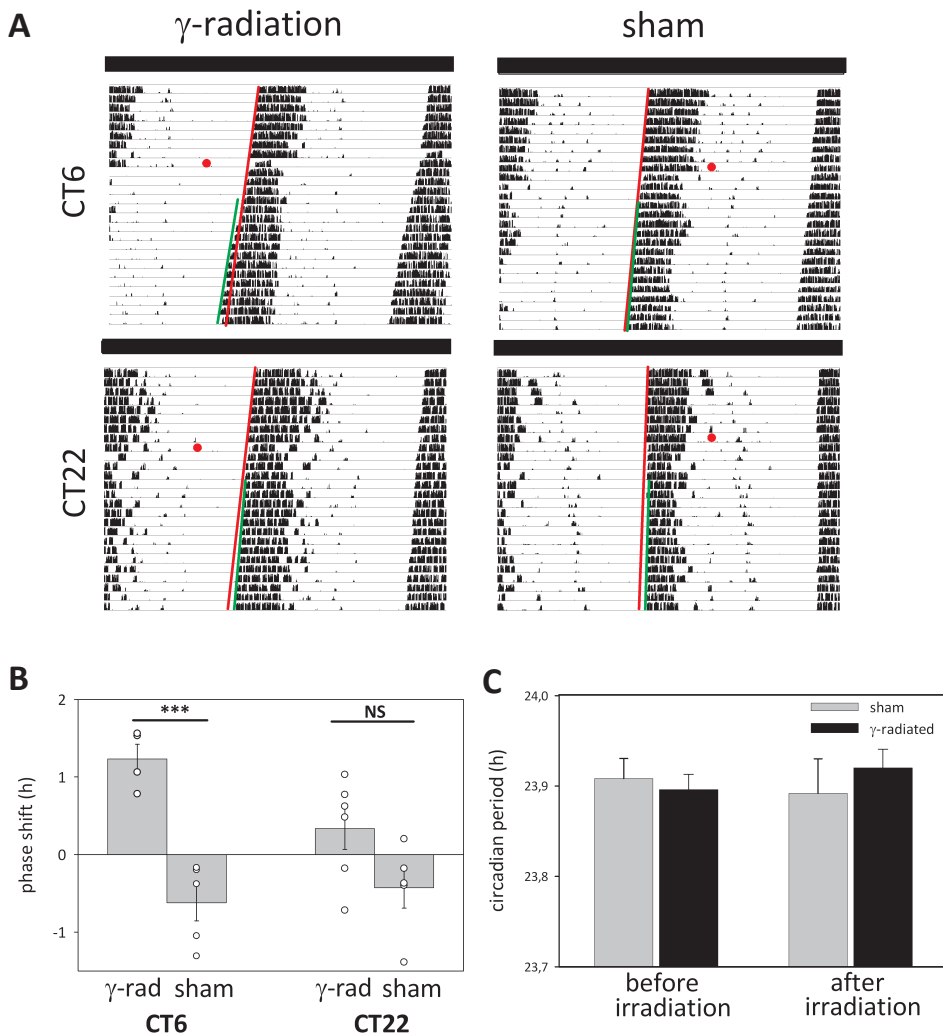 A
γ-radiation
sham
CT6
CT22
B
2
1
0
-1
phase shift (h)
***
NS
γ-rad sham
γ-rad sham
CT6
CT22
C
24,0
23,9
23,8
23,7
circadian period (h)
sham
γ-radiated
before
irradiation
after
irradiation